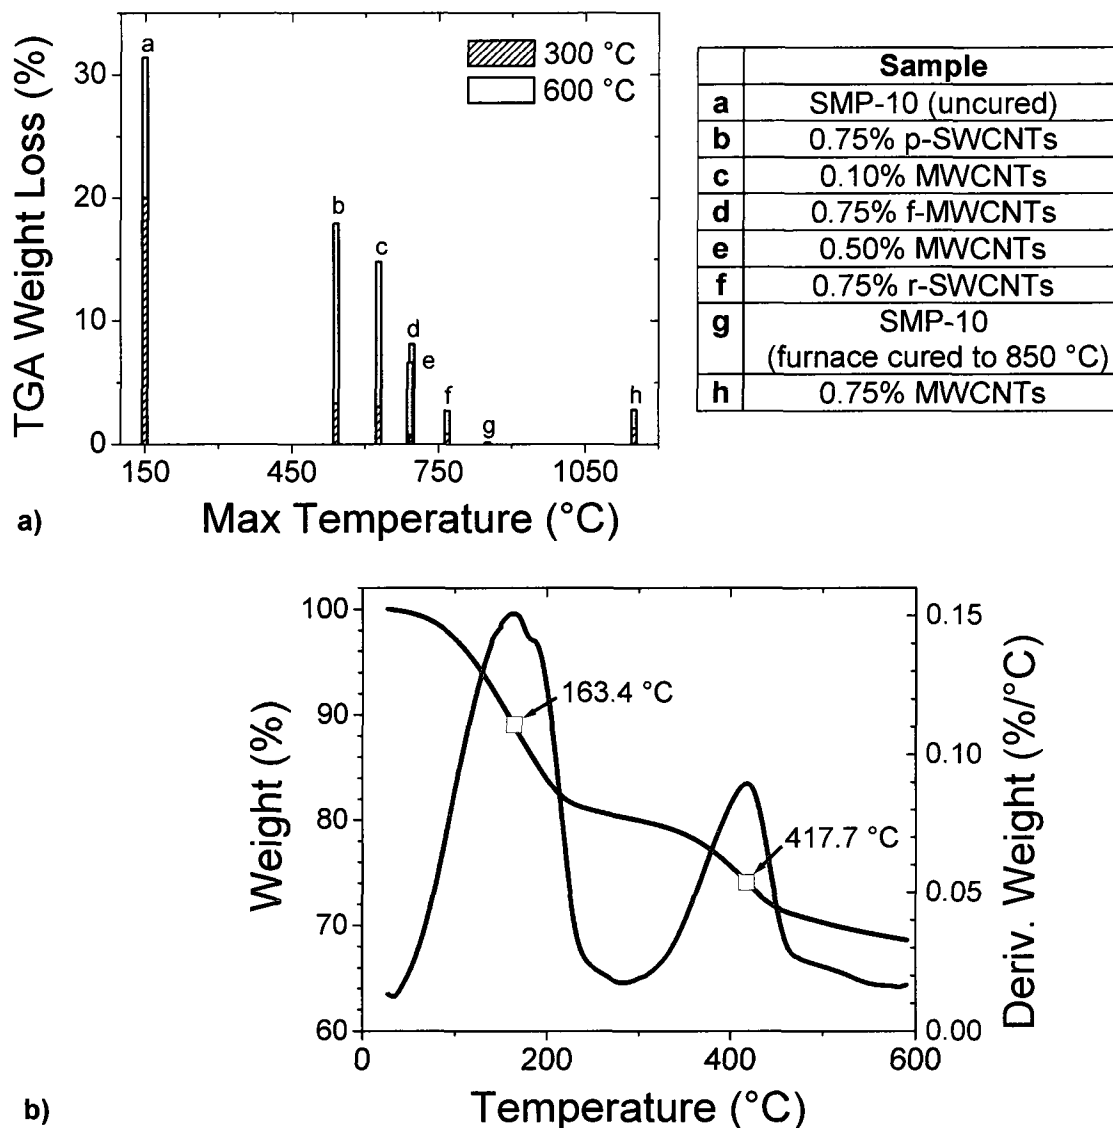 TGA Weight Loss (%)
30
20
10
0
a
b
c
d
e
f
g
h
300 °C
600 °C
150
450
750
1050
Max Temperature (°C)
a)
Sample
a SMP-10 (uncured)
b 0.75% p-SWCNTs
c 0.10% MWCNTs
d 0.75% f-MWCNTs
e 0.50% MWCNTs
f 0.75% r-SWCNTs
g SMP-10
(furnace cured to 850 °C)
h 0.75% MWCNTs
Weight (%)
100
90
80
70
60
163.4 °C
417.7 °C
0.15
0.10
0.05
0.00
Deriv. Weight (%/°C)
0
200
400
600
Temperature (°C)
b)